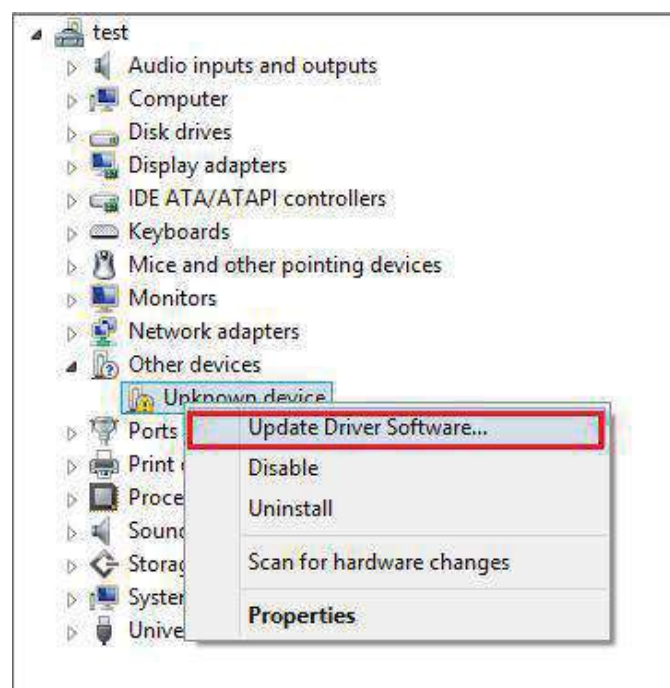 test
Audio inputs and outputs
Computer
Disk drives
Display adapters
IDE ATA/ATAPI controllers
Keyboards
Mice and other pointing devices
Monitors
Network adapters
Other devices
Unknown device
Ports
Update Driver Software...
Print
Disable
Proce
Uninstall
Sound
Storag
Scan for hardware changes
System
Properties
Unive